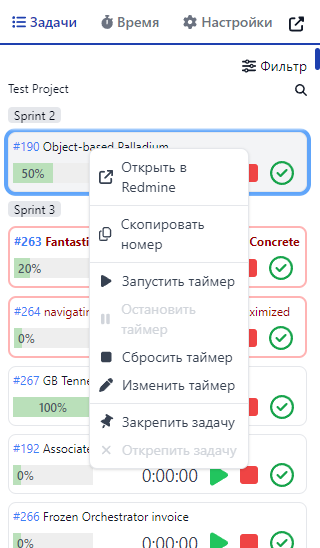 Задачи Время Настройки
Фильтр
Test Project
Sprint 2
#190 Object-based Palladium
50%
Sprint 3
#263 Fantasti Concrete
20%
#264 navigatin ximized
0%
#267 GB Tenne
100%
#192 Associate
0% 0:00:00
#266 Frozen Orchestrator invoice
0% 0:00:00
Открыть в
Redmine
Скопировать
номер
Запустить таймер
Остановить
таймер
Сбросить таймер
Изменить таймер
Закрепить задачу
Открепить задачу